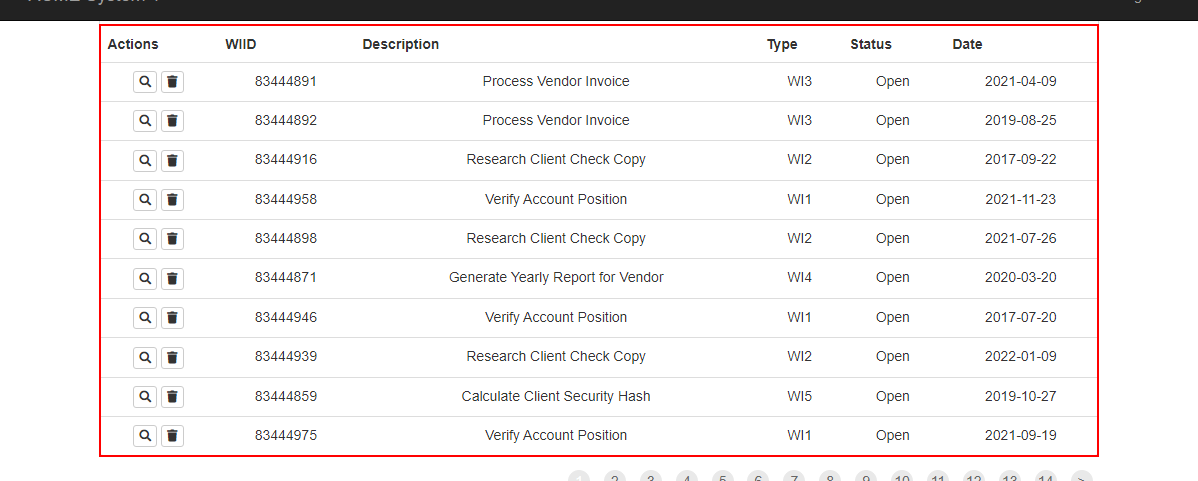 Actions WIID Description Type Status Date
83444891 Process Vendor Invoice WI3 Open 2021-04-09
83444892 Process Vendor Invoice WI3 Open 2019-08-25
83444916 Research Client Check Copy WI2 Open 2017-09-22
83444958 Verify Account Position WI1 Open 2021-11-23
83444898 Research Client Check Copy WI2 Open 2021-07-26
83444871 Generate Yearly Report for Vendor WI4 Open 2020-03-20
83444946 Verify Account Position WI1 Open 2017-07-20
83444939 Research Client Check Copy WI2 Open 2022-01-09
83444859 Calculate Client Security Hash WI5 Open 2019-10-27
83444975 Verify Account Position WI1 Open 2021-09-19
1 2 3 4 5 6 7 8 9 10 11 12 13 14 >